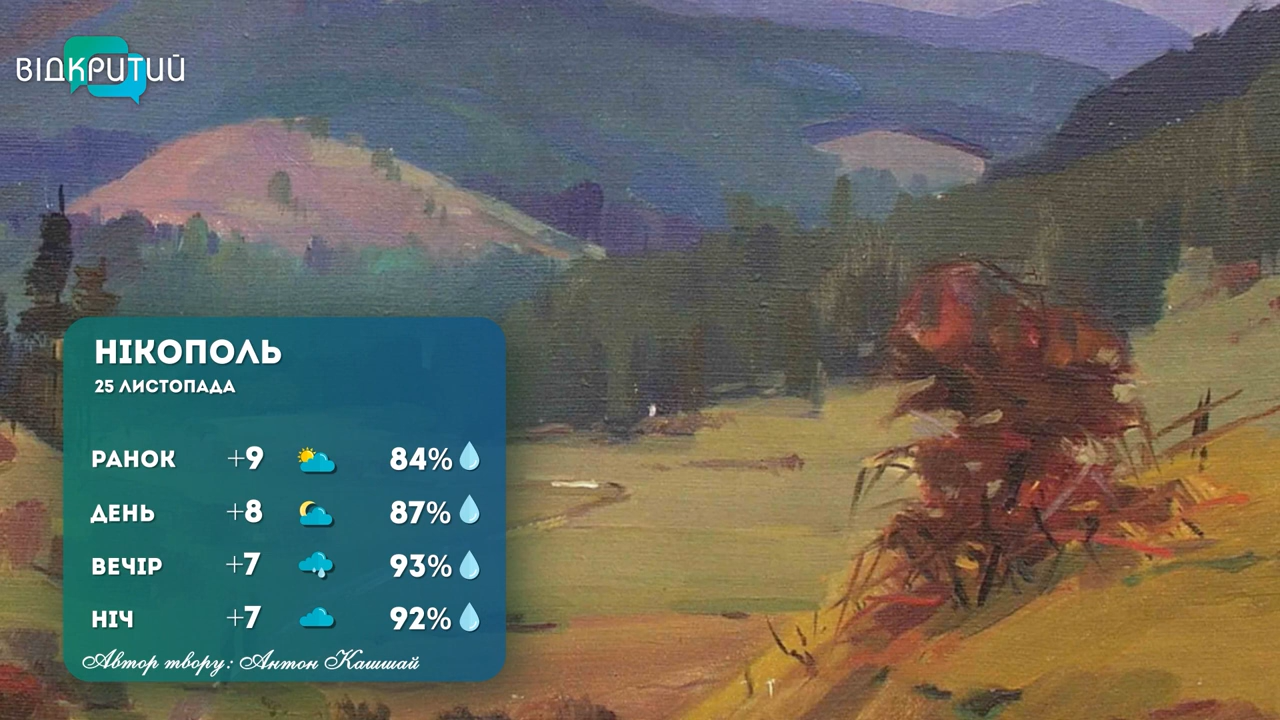 ВІДКРИТИЙ
НІКОПОЛЬ
25 ЛИСТОПАДА
РАНОК +9 84%
ДЕНЬ +8 87%
ВЕЧІР +7 93%
НІЧ +7 92%
Автор твору: Антон Кашшай